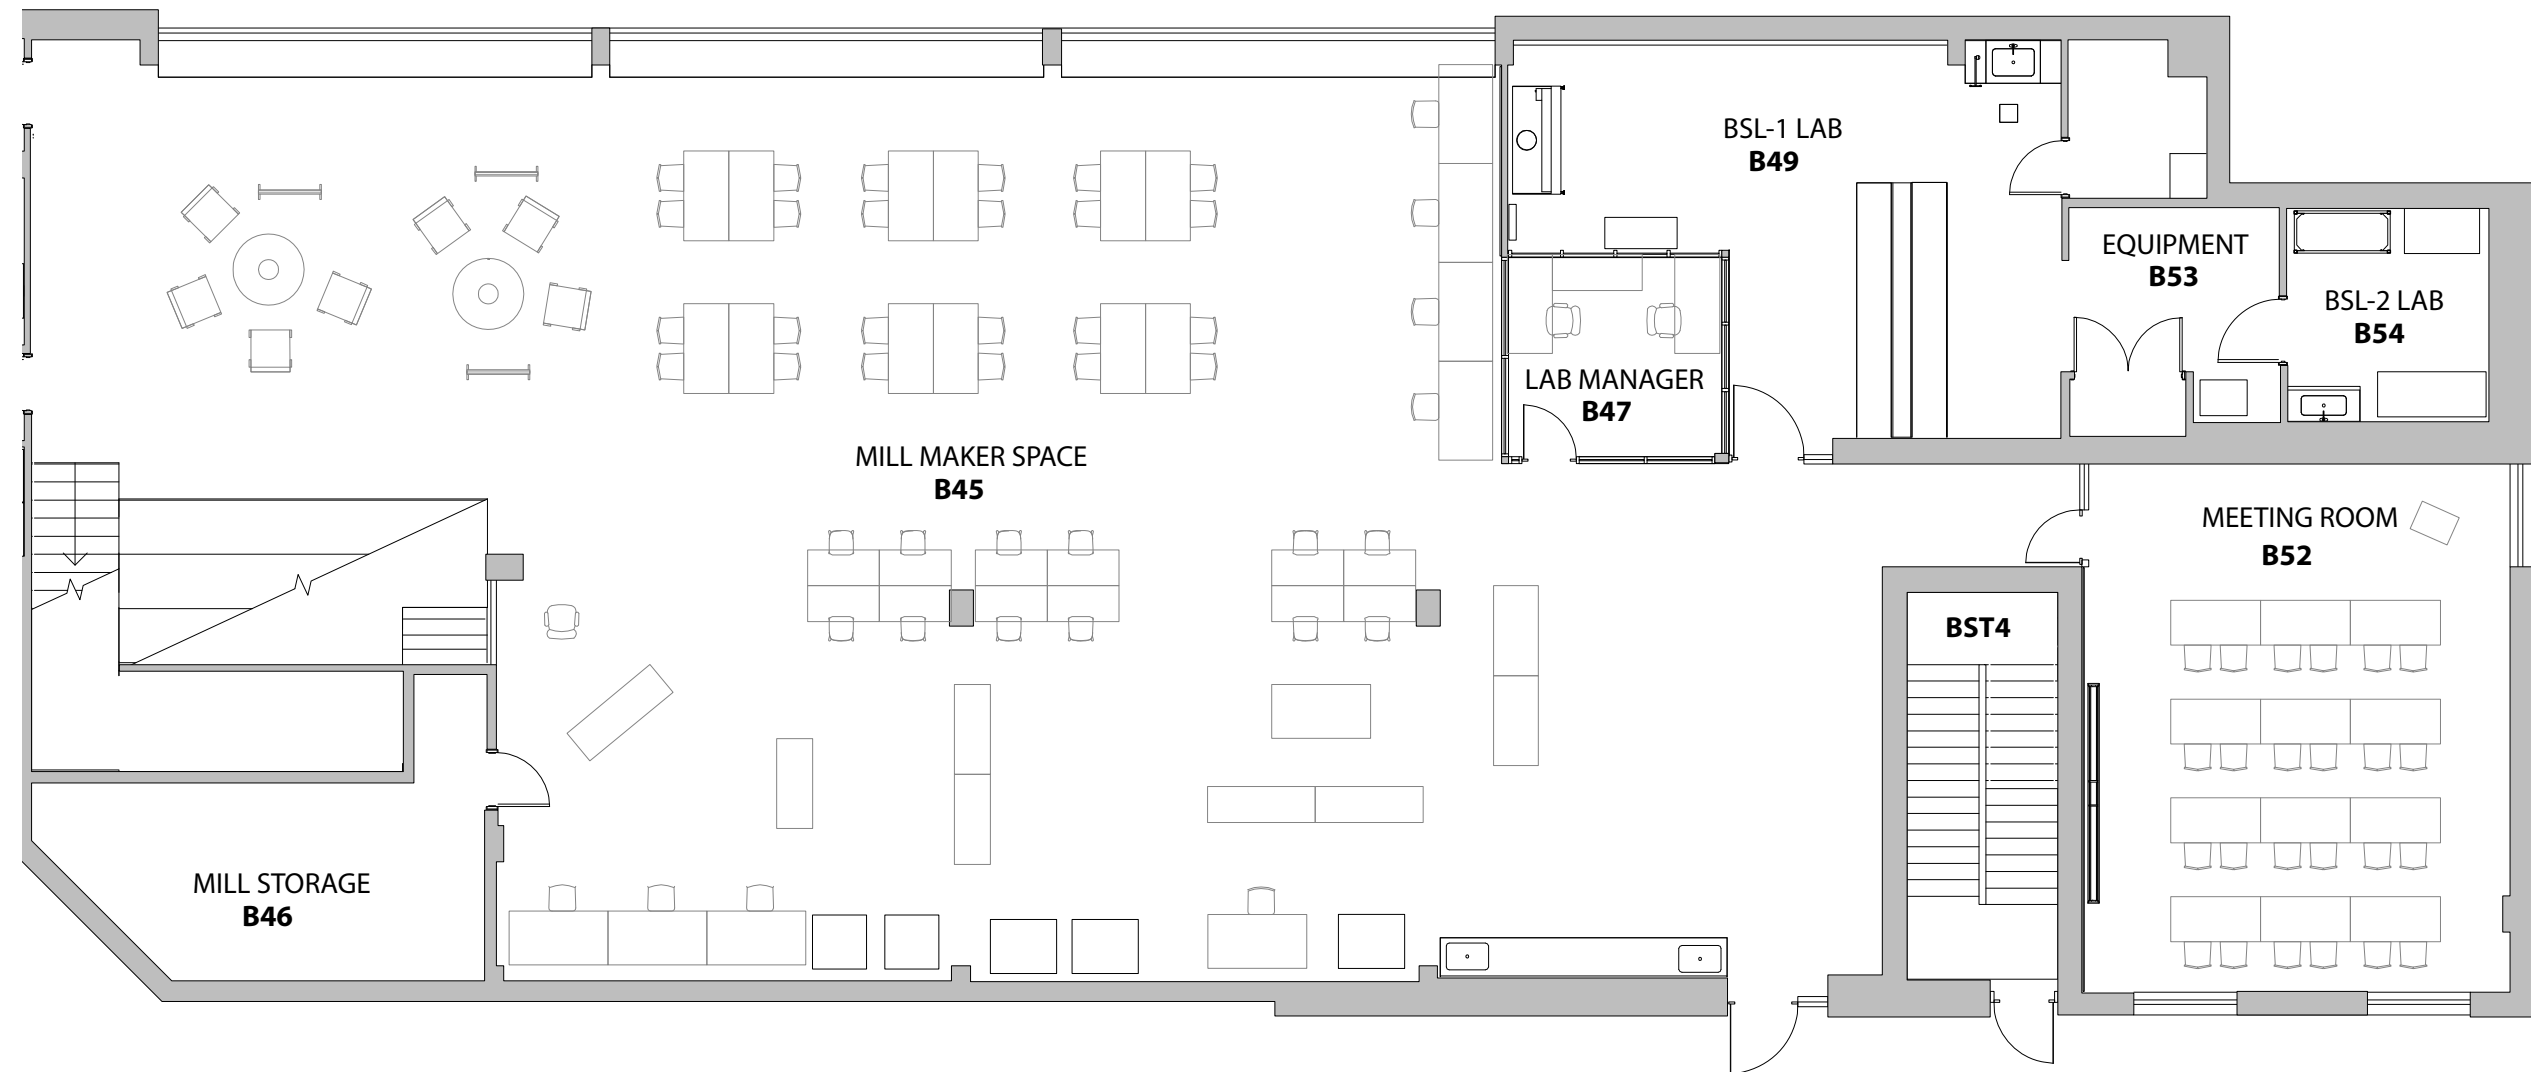 BSL-1 LAB
B49
EQUIPMENT
B53
BSL-2 LAB
B54
LAB MANAGER
B47
MILL MAKER SPACE
B45
MEETING ROOM
B52
BST4
MILL STORAGE
B46